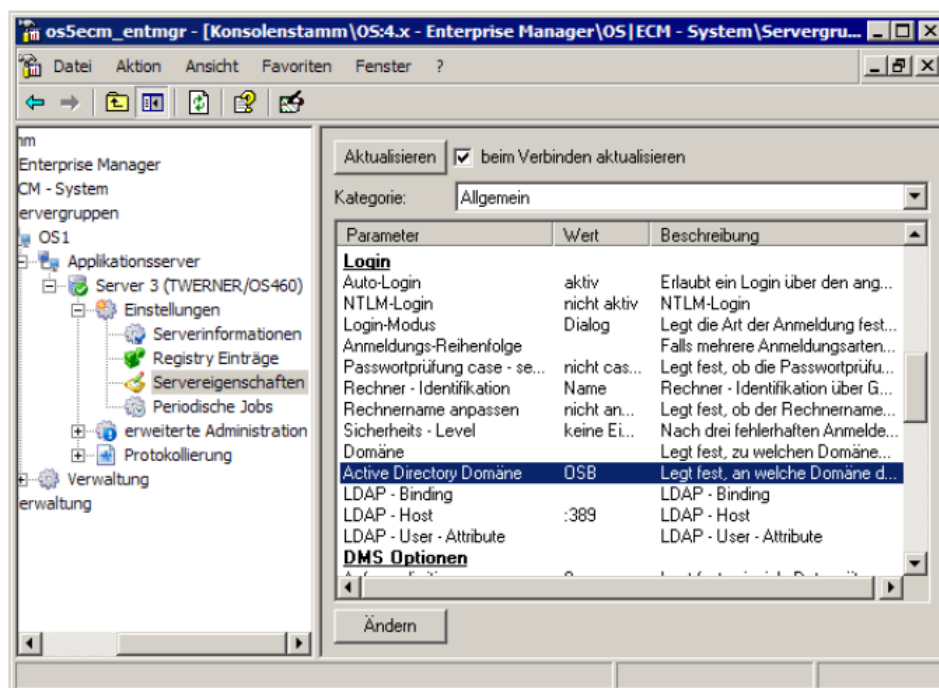 os5ecm_entmgr - [Konsolenstamm\OS:4.x - Enterprise Manager\OS|ECM - System\Servergru...
Datei Aktion Ansicht Favoriten Fenster ?
Enterprise Manager
CM - System
ervergruppen
OS1
Applikationsserver
Server 3 (TWERNER/OS460)
Einstellungen
Serverinformationen
Registry Einträge
Servereigenschaften
Periodische Jobs
erweiterte Administration
Protokollierung
Verwaltung
erwaltung
Aktualisieren beim Verbinden aktualisieren
Kategorie: Allgemein
Parameter Wert Beschreibung
Login
Auto-Login aktiv Erlaubt ein Login über den ang...
NTLM-Login nicht aktiv NTLM-Login
Login-Modus Dialog Legt die Art der Anmeldung fest...
Anmeldungs-Reihenfolge Falls mehrere Anmeldungsarten...
Passwortprüfung case - se... nicht cas... Legt fest, ob die Passwortprüfu...
Rechner - Identifikation Name Rechner - Identifikation über G...
Rechnername anpassen nicht an... Legt fest, ob der Rechnername...
Sicherheits - Level keine Ei... Nach drei fehlerhaften Anmelde...
Domäne Legt fest, zu welchen Domäne...
Active Directory Domäne OSB Legt fest, an welche Domäne d...
LDAP - Binding LDAP - Binding
LDAP - Host :389 LDAP - Host
LDAP - User - Attribute LDAP - User - Attribute
DMS Optionen
Ändern